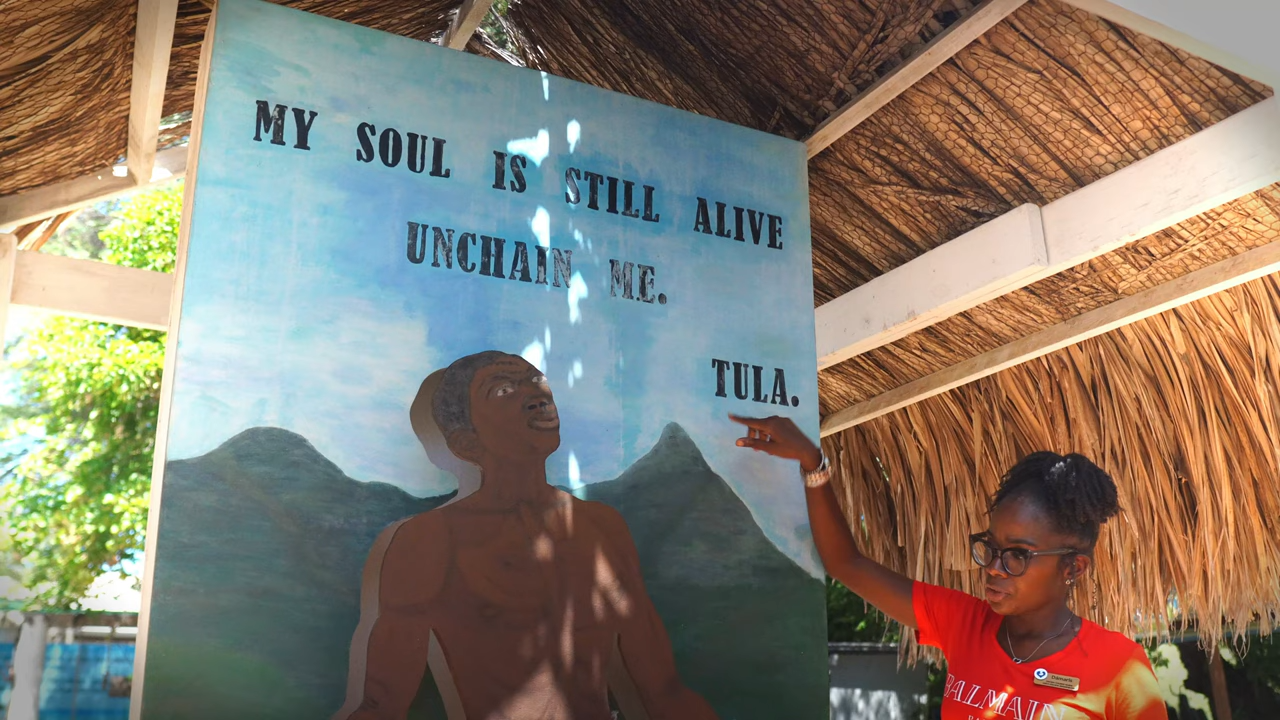 MY SOUL IS STILL ALIVE
UNCHAIN ME.
TULA.
BALMAIN